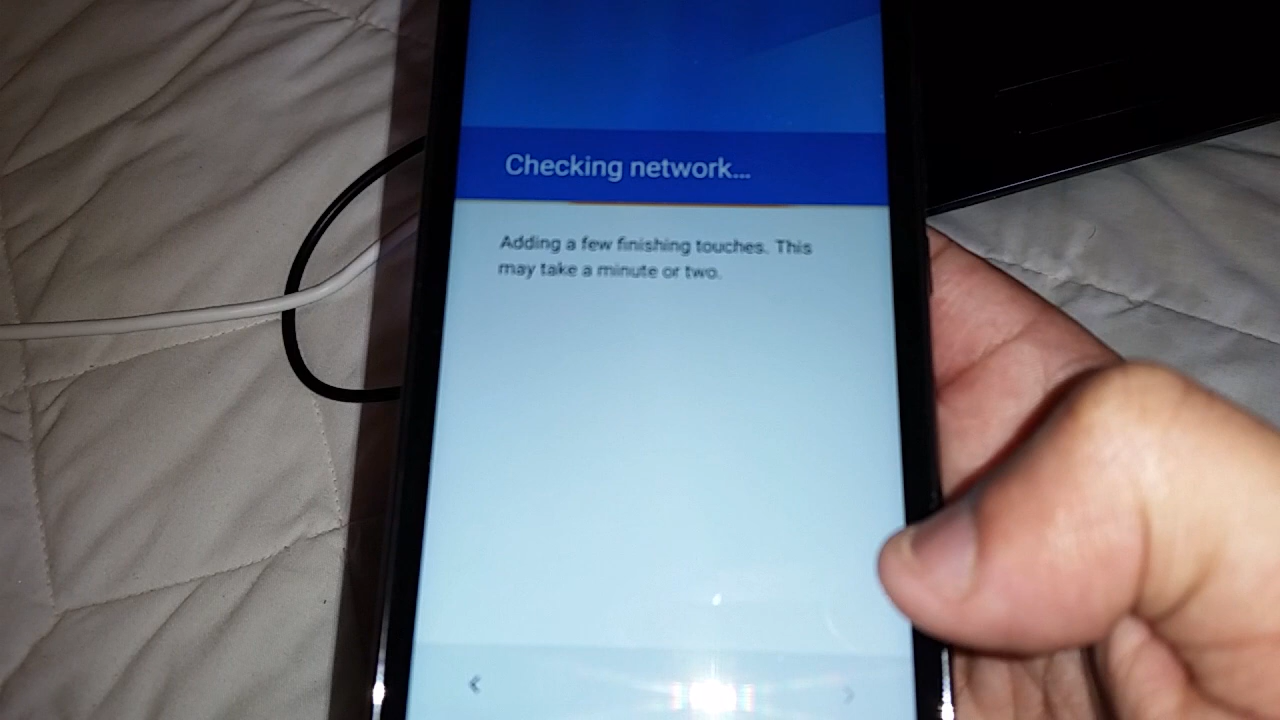 Checking network...
Adding a few finishing touches. This
may take a minute or two.